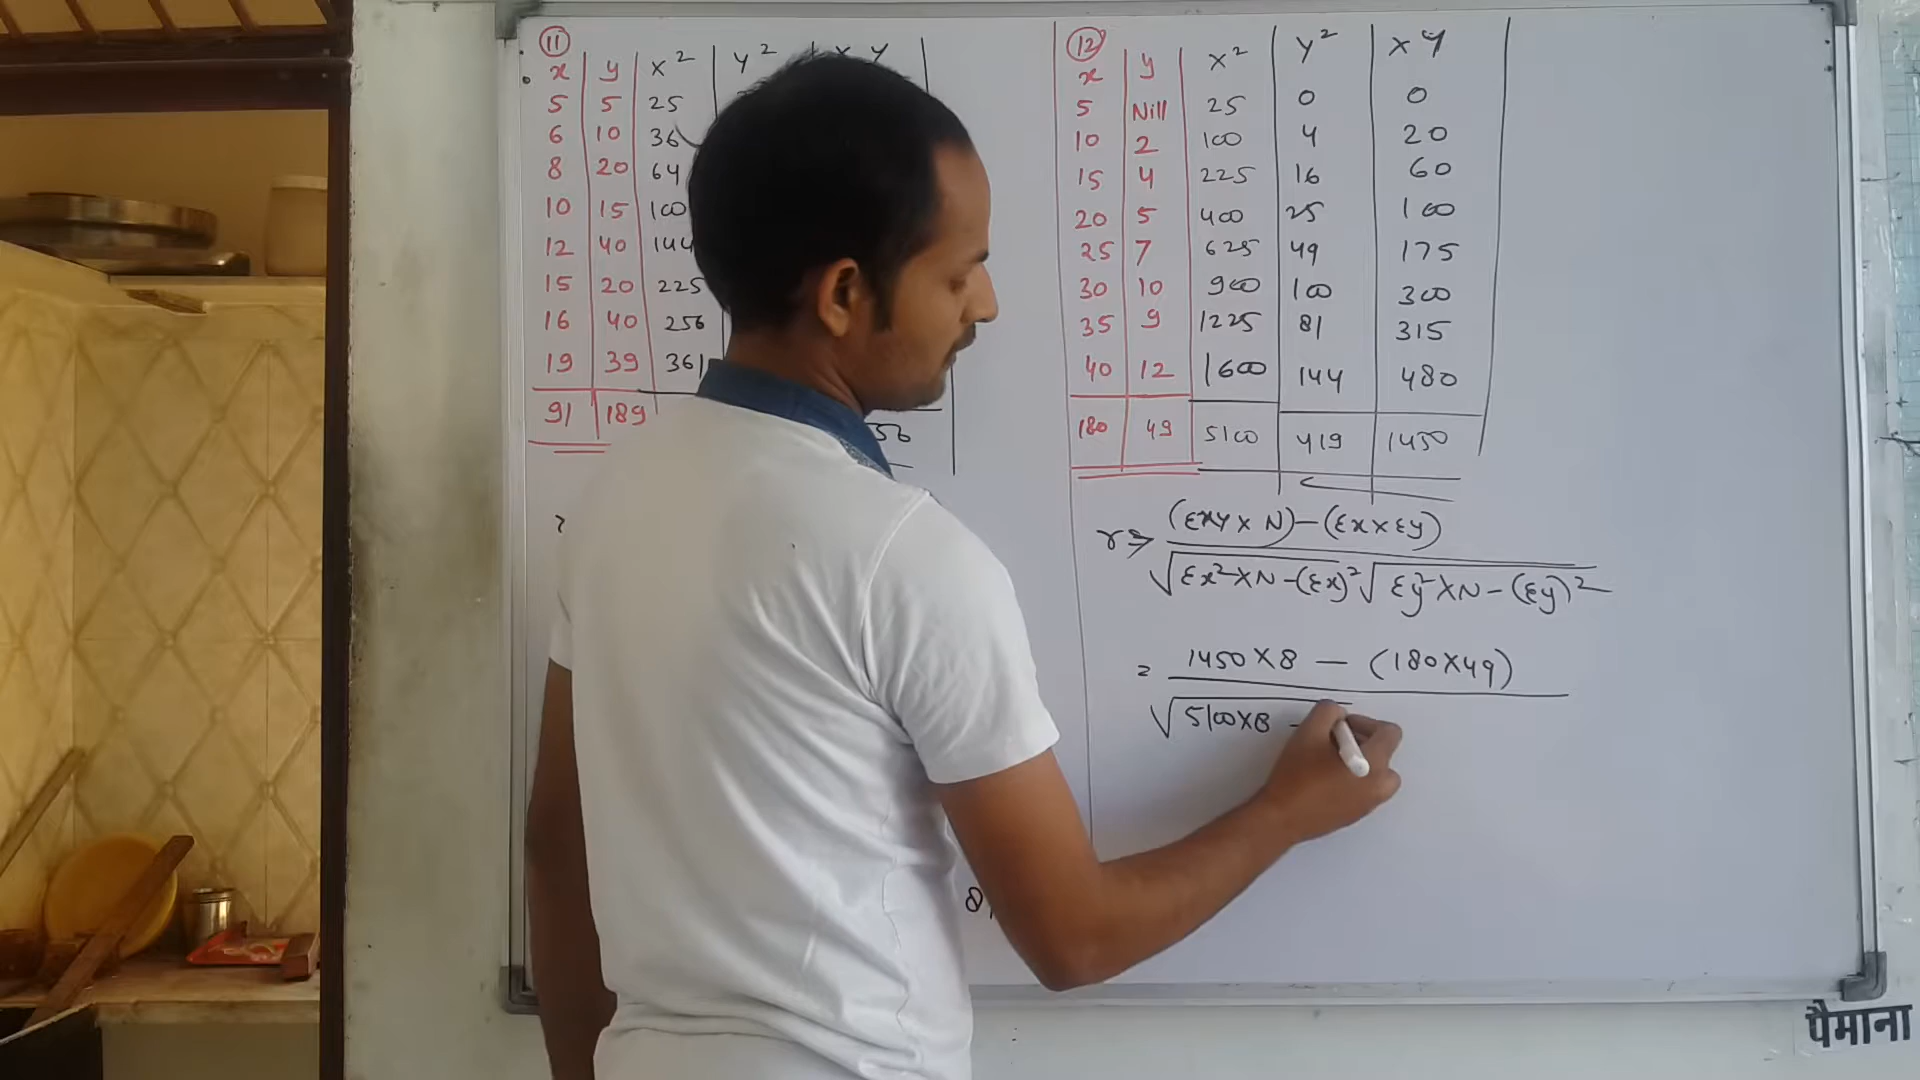 11
x y x² y² x y
5 5 25
6 10 36
8 20 64
10 15 100
12 40 144
15 20 225
16 40 256
19 39 361
91 189 56
12
x y x² y² x y
5 Nill 25 0 0
10 2 100 4 20
15 4 225 16 60
20 5 400 25 100
25 7 625 49 175
30 10 900 100 300
35 9 1225 81 315
40 12 1600 144 480
180 49 5100 419 1450
r ⇒ (Σxy × N) – (Σx × Σy)
√Σx² × N – (Σx)² √Σy² × N – (Σy)²
= 1450 × 8 – (180 × 49)
√5100 × 8 –
8
पैमाना